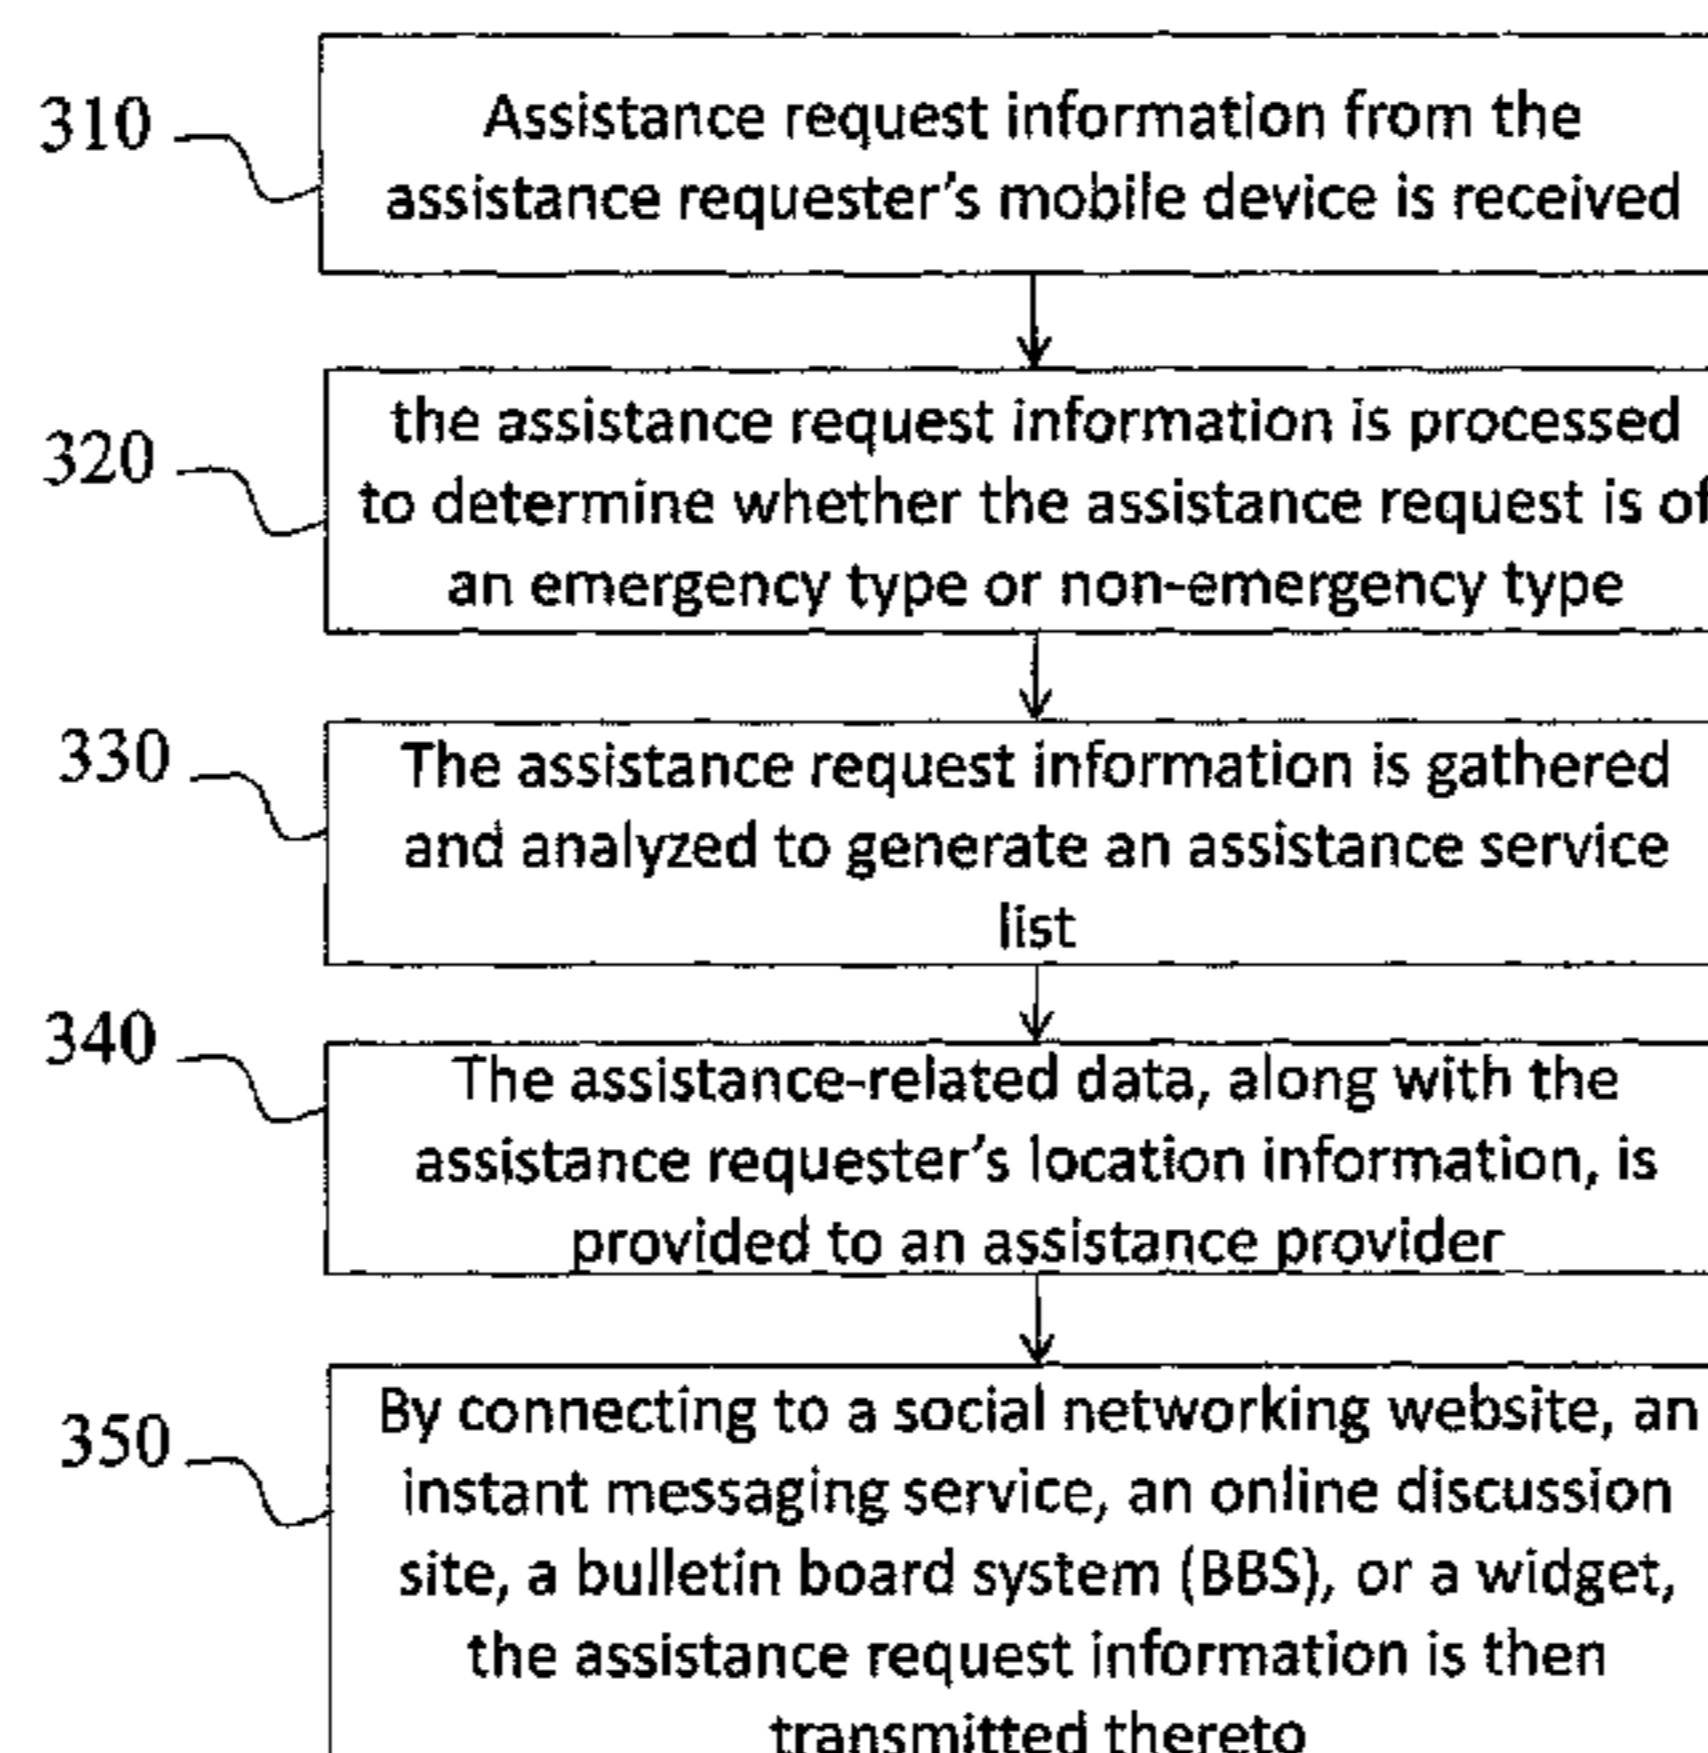 310
Assistance request information from the
assistance requester's mobile device is received
320
the assistance request information is processed
to determine whether the assistance request is of
an emergency type or non-emergency type
330
The assistance request information is gathered
and analyzed to generate an assistance service
list
340
The assistance-related data, along with the
assistance requester's location information, is
provided to an assistance provider
350
By connecting to a social networking website, an
instant messaging service, an online discussion
site, a bulletin board system (BBS), or a widget,
the assistance request information is then
transmitted thereto